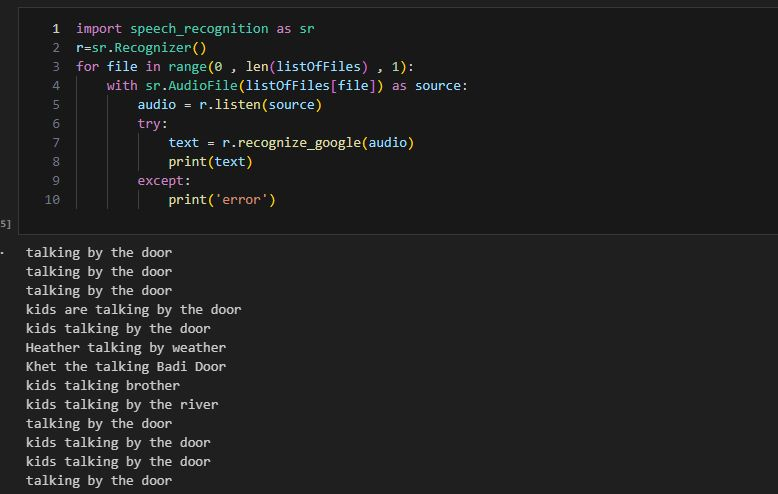 1 import speech_recognition as sr
2 r=sr.Recognizer()
3 for file in range(0 , len(listOfFiles) , 1):
4 with sr.AudioFile(listOfFiles[file]) as source:
5 audio = r.listen(source)
6 try:
7 text = r.recognize_google(audio)
8 print(text)
9 except:
10 print('error')
5]
talking by the door
talking by the door
talking by the door
kids are talking by the door
kids talking by the door
Heather talking by weather
Khet the talking Badi Door
kids talking brother
kids talking by the river
talking by the door
kids talking by the door
kids talking by the door
talking by the door